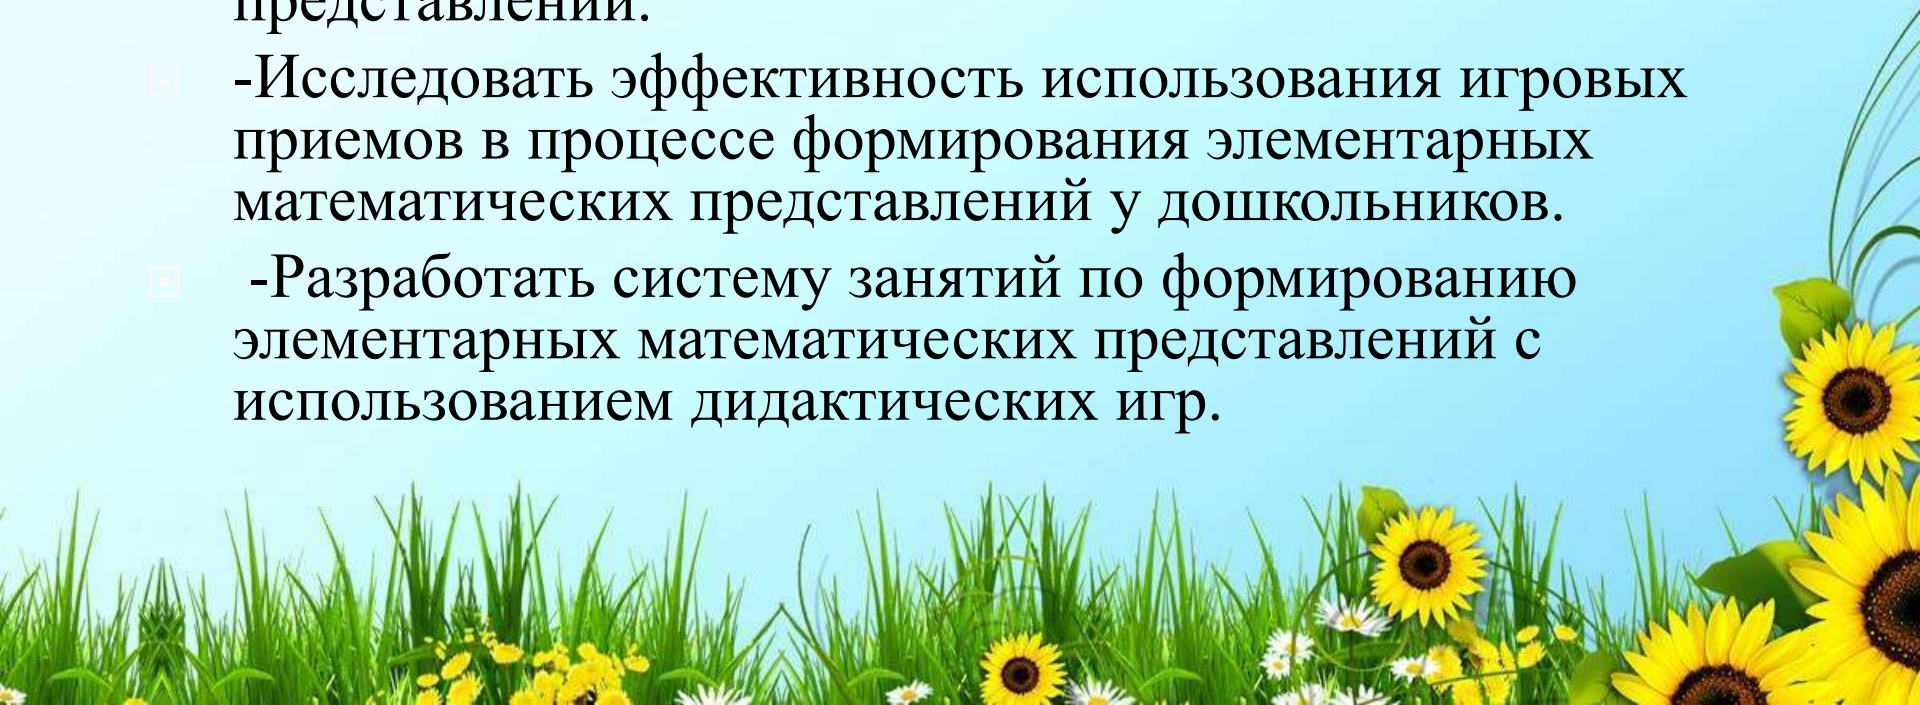 представлений.
-Исследовать эффективность использования игровых
приемов в процессе формирования элементарных
математических представлений у дошкольников.
-Разработать систему занятий по формированию
элементарных математических представлений с
использованием дидактических игр.